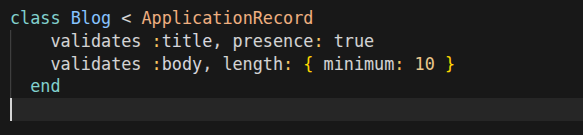 class Blog < ApplicationRecord
    validates :title, presence: true
    validates :body, length: { minimum: 10 }
  end